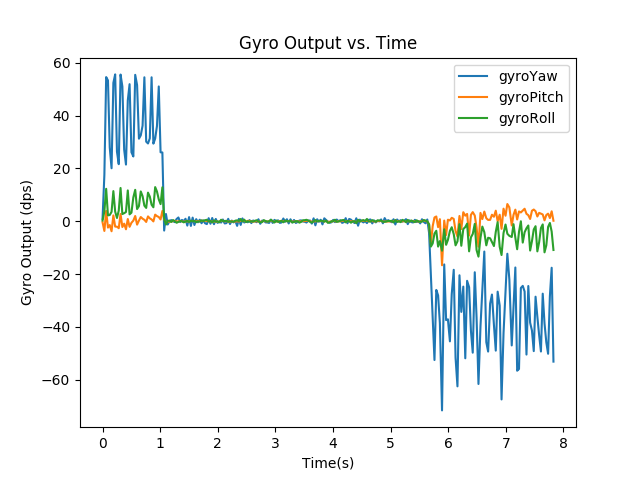 Gyro Output vs. Time
gyroYaw
gyroPitch
gyroRoll
Gyro Output (dps)
60
40
20
0
−20
−40
−60
0 1 2 3 4 5 6 7 8
Time(s)